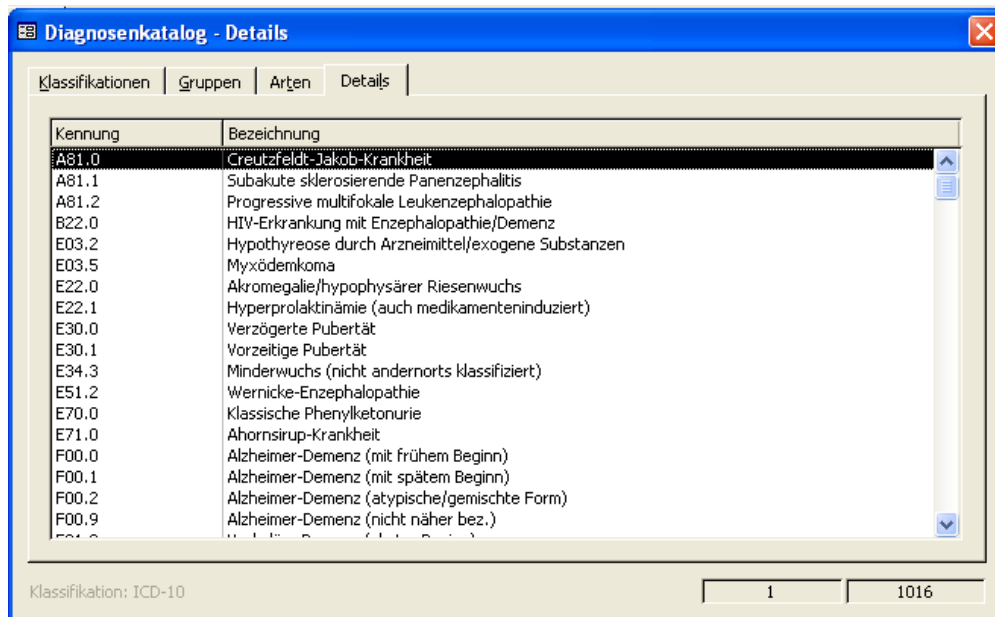 Diagnosenkatalog - Details
Klassifikationen Gruppen Arten Details
Kennung Bezeichnung
A81.0 Creutzfeldt-Jakob-Krankheit
A81.1 Subakute sklerosierende Panenzephalitis
A81.2 Progressive multifokale Leukenzephalopathie
B22.0 HIV-Erkrankung mit Enzephalopathie/Demenz
E03.2 Hypothyreose durch Arzneimittel/exogene Substanzen
E03.5 Myxödemkoma
E22.0 Akromegalie/hypophysärer Riesenwuchs
E22.1 Hyperprolaktinämie (auch medikamenteninduziert)
E30.0 Verzögerte Pubertät
E30.1 Vorzeitige Pubertät
E34.3 Minderwuchs (nicht andernorts klassifiziert)
E51.2 Wernicke-Enzephalopathie
E70.0 Klassische Phenylketonurie
E71.0 Ahornsirup-Krankheit
F00.0 Alzheimer-Demenz (mit frühem Beginn)
F00.1 Alzheimer-Demenz (mit spätem Beginn)
F00.2 Alzheimer-Demenz (atypische/gemischte Form)
F00.9 Alzheimer-Demenz (nicht näher bez.)
Klassifikation: ICD-10 1 1016